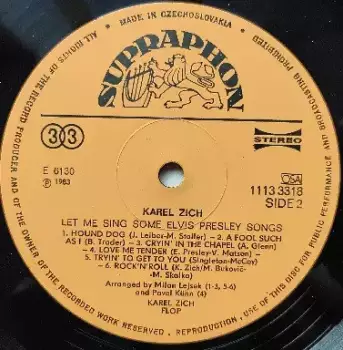 MADE IN CZECHOSLOVAKIA
ALL RIGHTS OF THE RECORD PRODUCER AND OF THE OWNER OF THE RECORDED WORK RESERVED . REPRODUCTION , USE OF THIS RECORD FOR PUBLIC PERFORMANCE AND BROADCASTING PROHIBITED
SUPRAPHON
33
STEREO
E 6130
℗ 1983
OSA
1113 3318
SIDE 2
KAREL ZICH
LET ME SING SOME ELVIS PRESLEY SONGS
1. HOUND DOG (J. Leiber-M. Stoller) - 2. A FOOL SUCH
AS I (B. Trader) - 3. CRYIN' IN THE CHAPEL (A. Glenn)
- 4. LOVE ME TENDER (E. Presley-V. Matson) -
5. TRYIN' TO GET TO YOU (Singleton-McCoy)
- 6. ROCK'N'ROLL (K. Zich/M. Bukovič-
M. Skalka)
Arranged by Milan Lejsek (1-3, 5-6)
and Pavel Kühn (4)
KAREL ZICH
FLOP